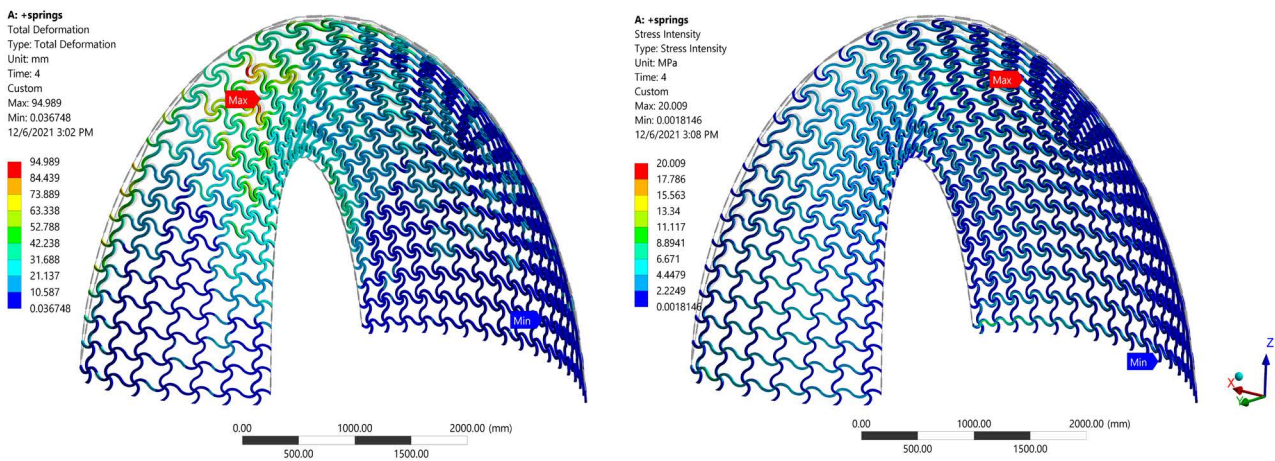 A: +springs
Total Deformation
Type: Total Deformation
Unit: mm
Time: 4
Custom
Max: 94.989
Min: 0.036748
12/6/2021 3:02 PM
94.989
84.439
73.889
63.338
52.788
42.238
31.688
21.137
10.587
0.036748
Max
Min
0.00 1000.00 2000.00 (mm)
500.00 1500.00
A: +springs
Stress Intensity
Type: Stress Intensity
Unit: MPa
Time: 4
Custom
Max: 20.009
Min: 0.0018146
12/6/2021 3:08 PM
20.009
17.786
15.563
13.34
11.117
8.8941
6.671
4.4479
2.2249
0.0018146
Max
Min
0.00 1000.00 2000.00 (mm)
500.00 1500.00
Z
X
Y